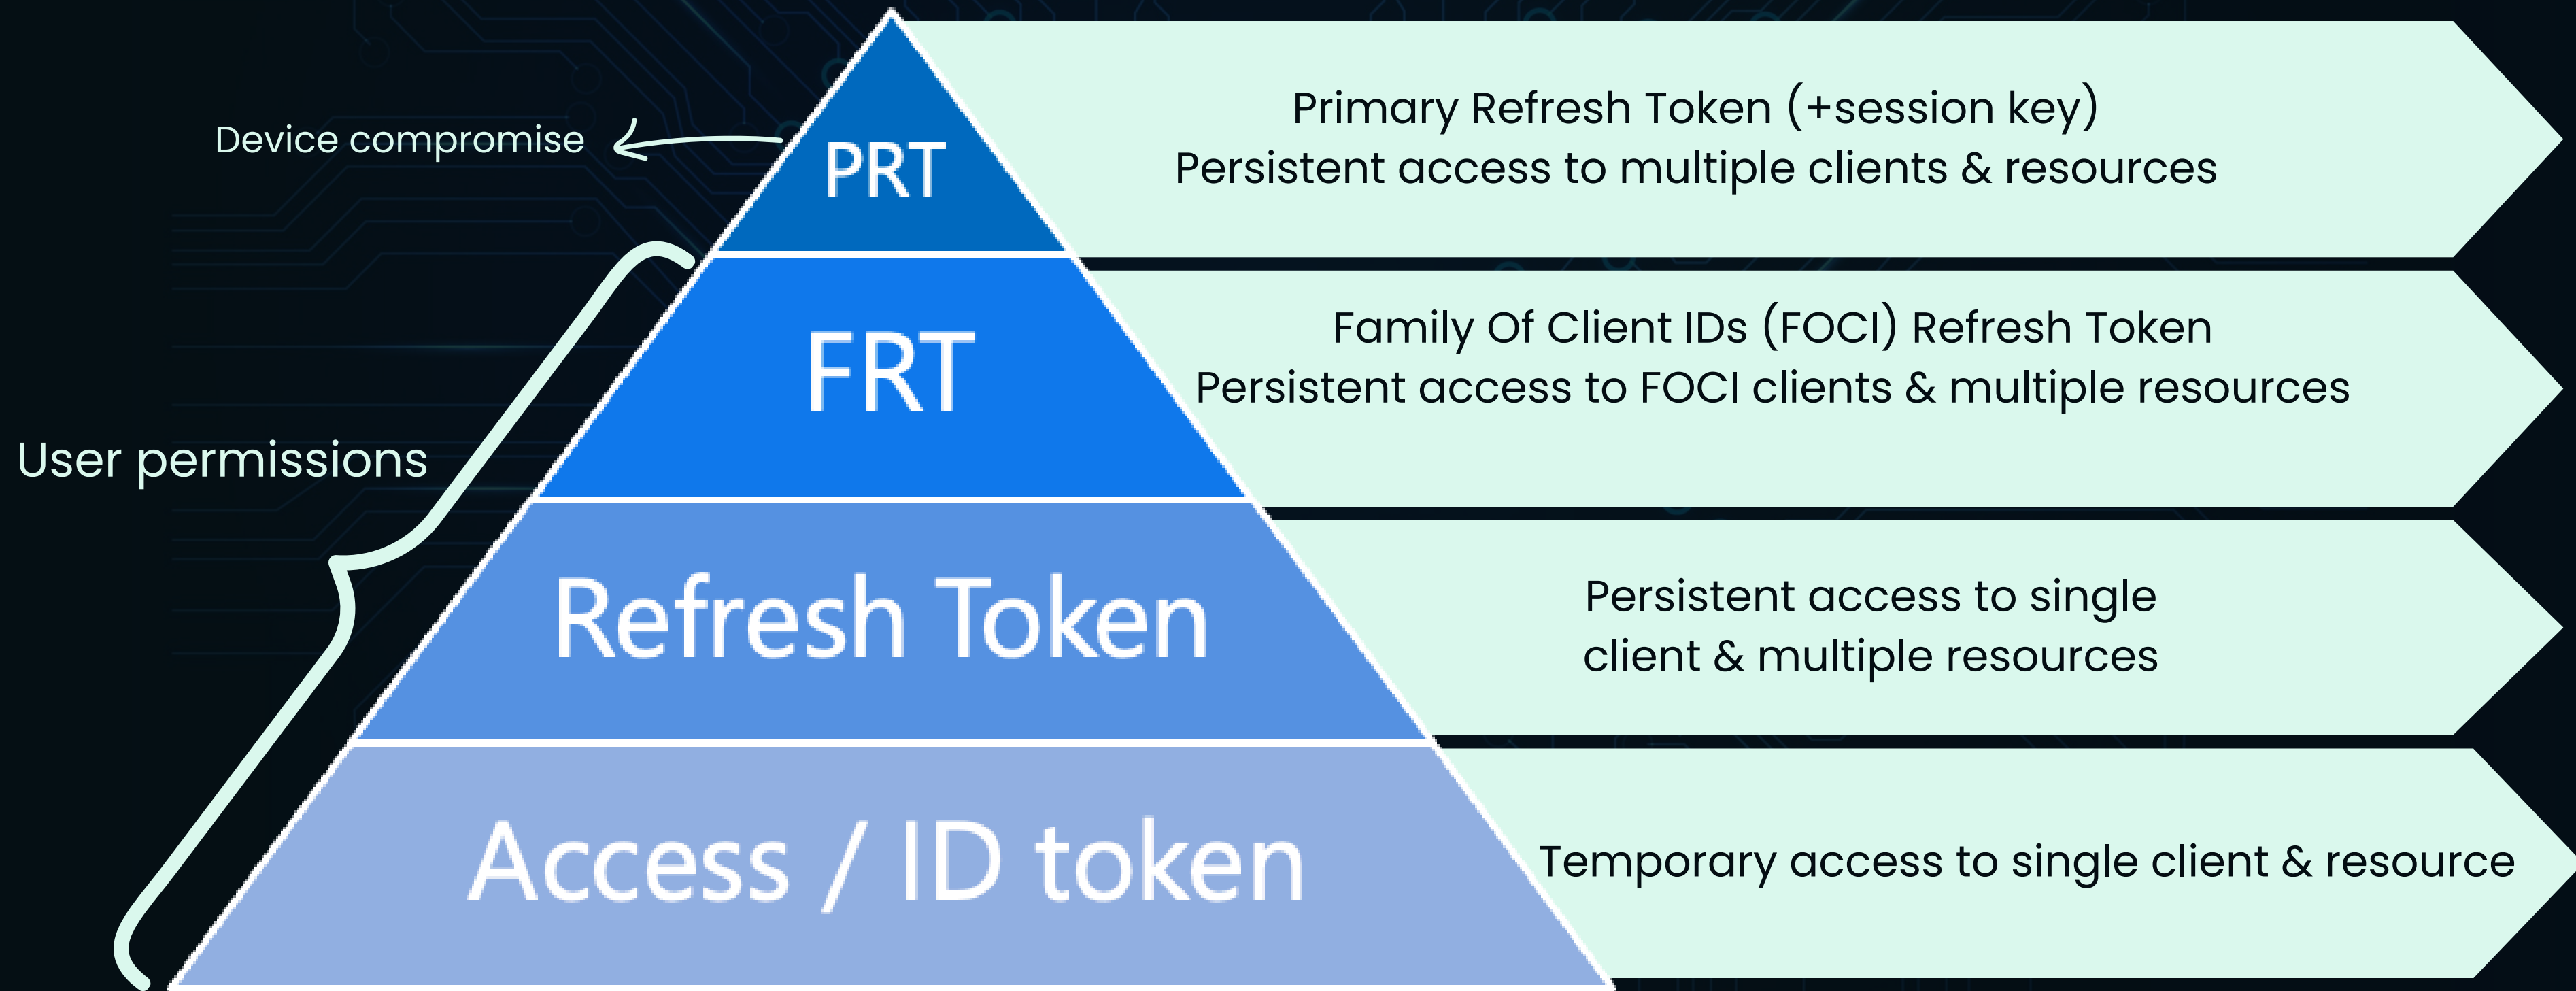 Device compromise
PRT
Primary Refresh Token (+session key)
Persistent access to multiple clients & resources
User permissions
FRT
Family Of Client IDs (FOCI) Refresh Token
Persistent access to FOCI clients & multiple resources
Refresh Token
Persistent access to single
client & multiple resources
Access / ID token
Temporary access to single client & resource